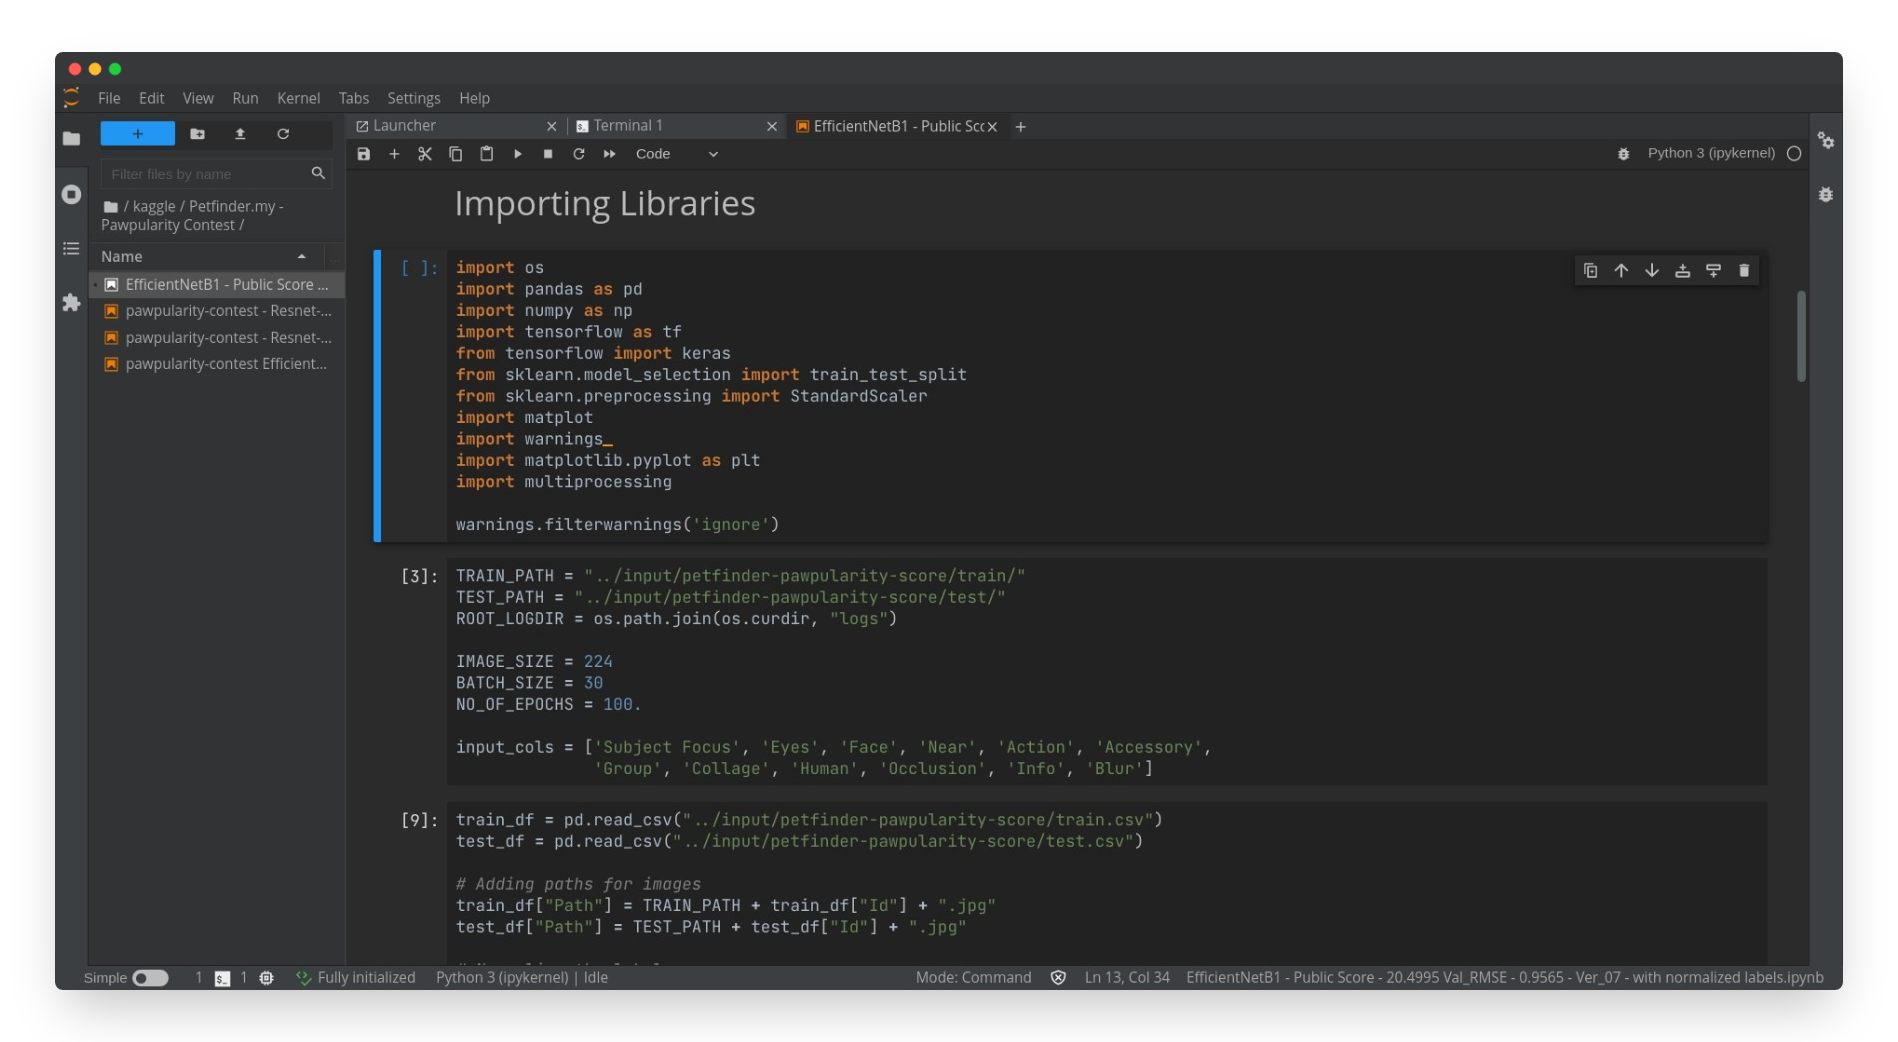 File Edit View Run Kernel Tabs Settings Help
Launcher
Terminal 1
EfficientNetB1 - Public Scc
Code
Python 3 (ipykernel)
Filter files by name
/ kaggle / Petfinder.my -
Pawpularity Contest /
Name
EfficientNetB1 - Public Score ...
pawpularity-contest - Resnet-...
pawpularity-contest - Resnet-...
pawpularity-contest Efficient...
Importing Libraries
[ ]:
import os
import pandas as pd
import numpy as np
import tensorflow as tf
from tensorflow import keras
from sklearn.model_selection import train_test_split
from sklearn.preprocessing import StandardScaler
import matplot
import warnings_
import matplotlib.pyplot as plt
import multiprocessing
warnings.filterwarnings('ignore')
[3]:
TRAIN_PATH = "../input/petfinder-pawpularity-score/train/"
TEST_PATH = "../input/petfinder-pawpularity-score/test/"
ROOT_LOGDIR = os.path.join(os.curdir, "logs")
IMAGE_SIZE = 224
BATCH_SIZE = 30
NO_OF_EPOCHS = 100.
input_cols = ['Subject Focus', 'Eyes', 'Face', 'Near', 'Action', 'Accessory',
'Group', 'Collage', 'Human', 'Occlusion', 'Info', 'Blur']
[9]:
train_df = pd.read_csv("../input/petfinder-pawpularity-score/train.csv")
test_df = pd.read_csv("../input/petfinder-pawpularity-score/test.csv")
# Adding paths for images
train_df["Path"] = TRAIN_PATH + train_df["Id"] + ".jpg"
test_df["Path"] = TEST_PATH + test_df["Id"] + ".jpg"
Simple 1 1 Fully initialized Python 3 (ipykernel) | Idle Mode: Command Ln 13, Col 34 EfficientNetB1 - Public Score - 20.4995 Val_RMSE - 0.9565 - Ver_07 - with normalized labels.ipynb